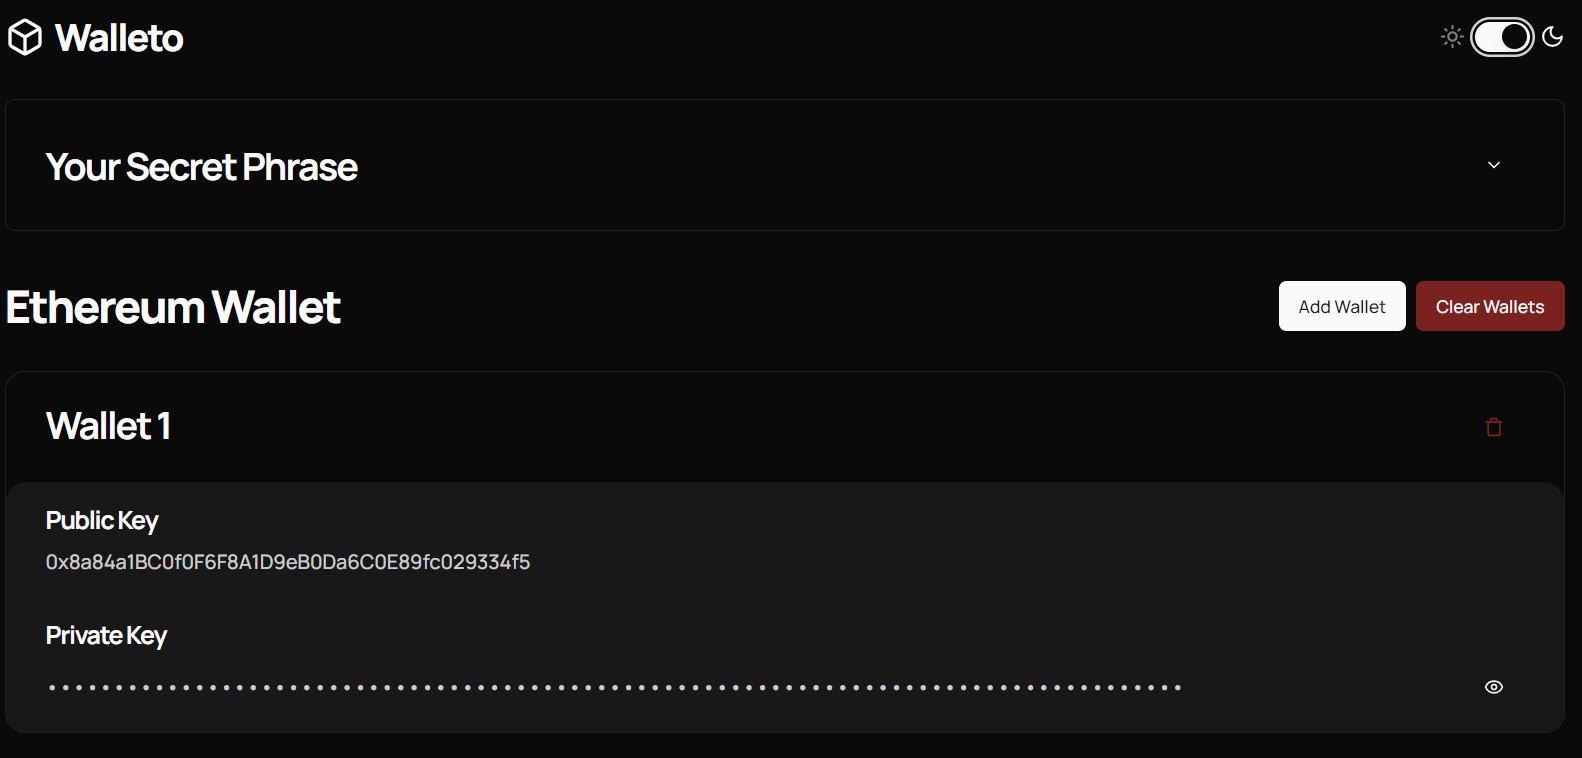 Walleto
Your Secret Phrase
Ethereum Wallet
Add Wallet
Clear Wallets
Wallet 1
Public Key
0x8a84a1BC0f0F6F8A1D9eB0Da6C0E89fc029334f5
Private Key